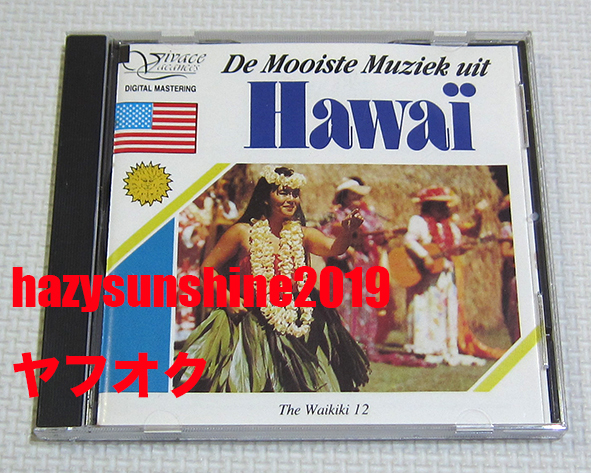 Vivace
Vacances
DIGITAL MASTERING
De Mooiste Muziek uit
Hawaï
hazysunshine2019
ヤフオク
The Waikiki 12